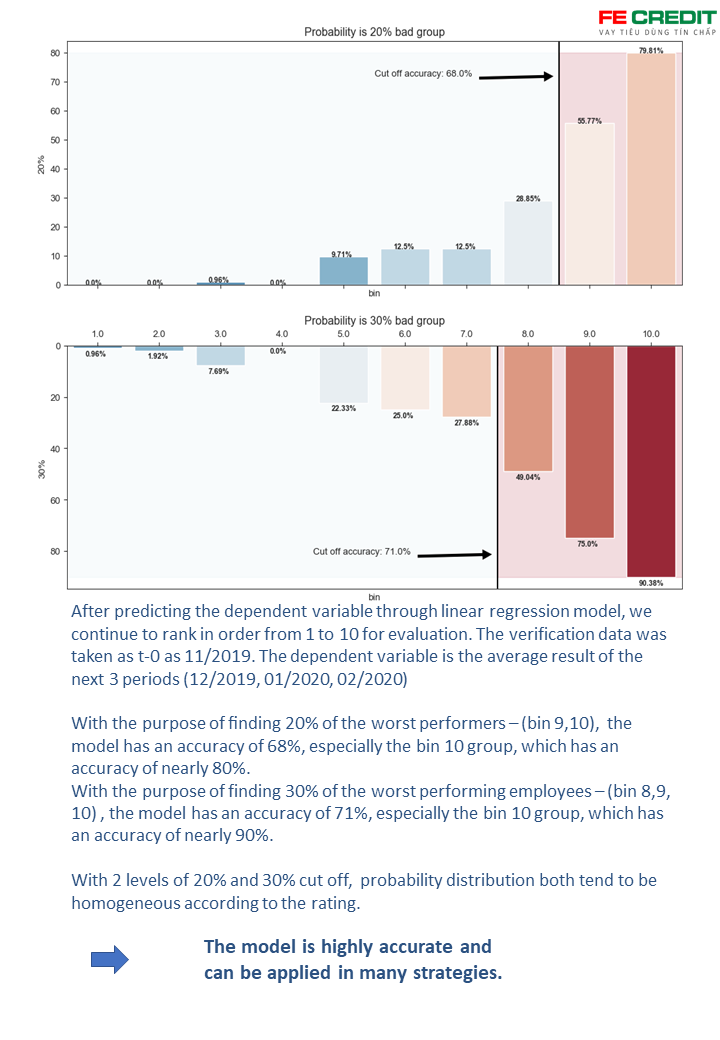 FE CREDIT
VAY TIÊU DÙNG TÍN CHẤP
Probability is 20% bad group
80
70
60
50
40
30
20
10
0
20%
Cut off accuracy: 68.0%
0.0%
0.0%
0.96%
0.0%
9.71%
12.5%
12.5%
28.85%
55.77%
79.81%
bin
Probability is 30% bad group
1.0 2.0 3.0 4.0 5.0 6.0 7.0 8.0 9.0 10.0
0
20
40
60
80
30%
0.96%
1.92%
7.69%
0.0%
22.33%
25.0%
27.88%
49.04%
75.0%
90.38%
Cut off accuracy: 71.0%
bin
After predicting the dependent variable through linear regression model, we
continue to rank in order from 1 to 10 for evaluation. The verification data was
taken as t-0 as 11/2019. The dependent variable is the average result of the
next 3 periods (12/2019, 01/2020, 02/2020)
With the purpose of finding 20% of the worst performers – (bin 9,10), the
model has an accuracy of 68%, especially the bin 10 group, which has an
accuracy of nearly 80%.
With the purpose of finding 30% of the worst performing employees – (bin 8,9,
10) , the model has an accuracy of 71%, especially the bin 10 group, which has
an accuracy of nearly 90%.
With 2 levels of 20% and 30% cut off, probability distribution both tend to be
homogeneous according to the rating.
The model is highly accurate and
can be applied in many strategies.